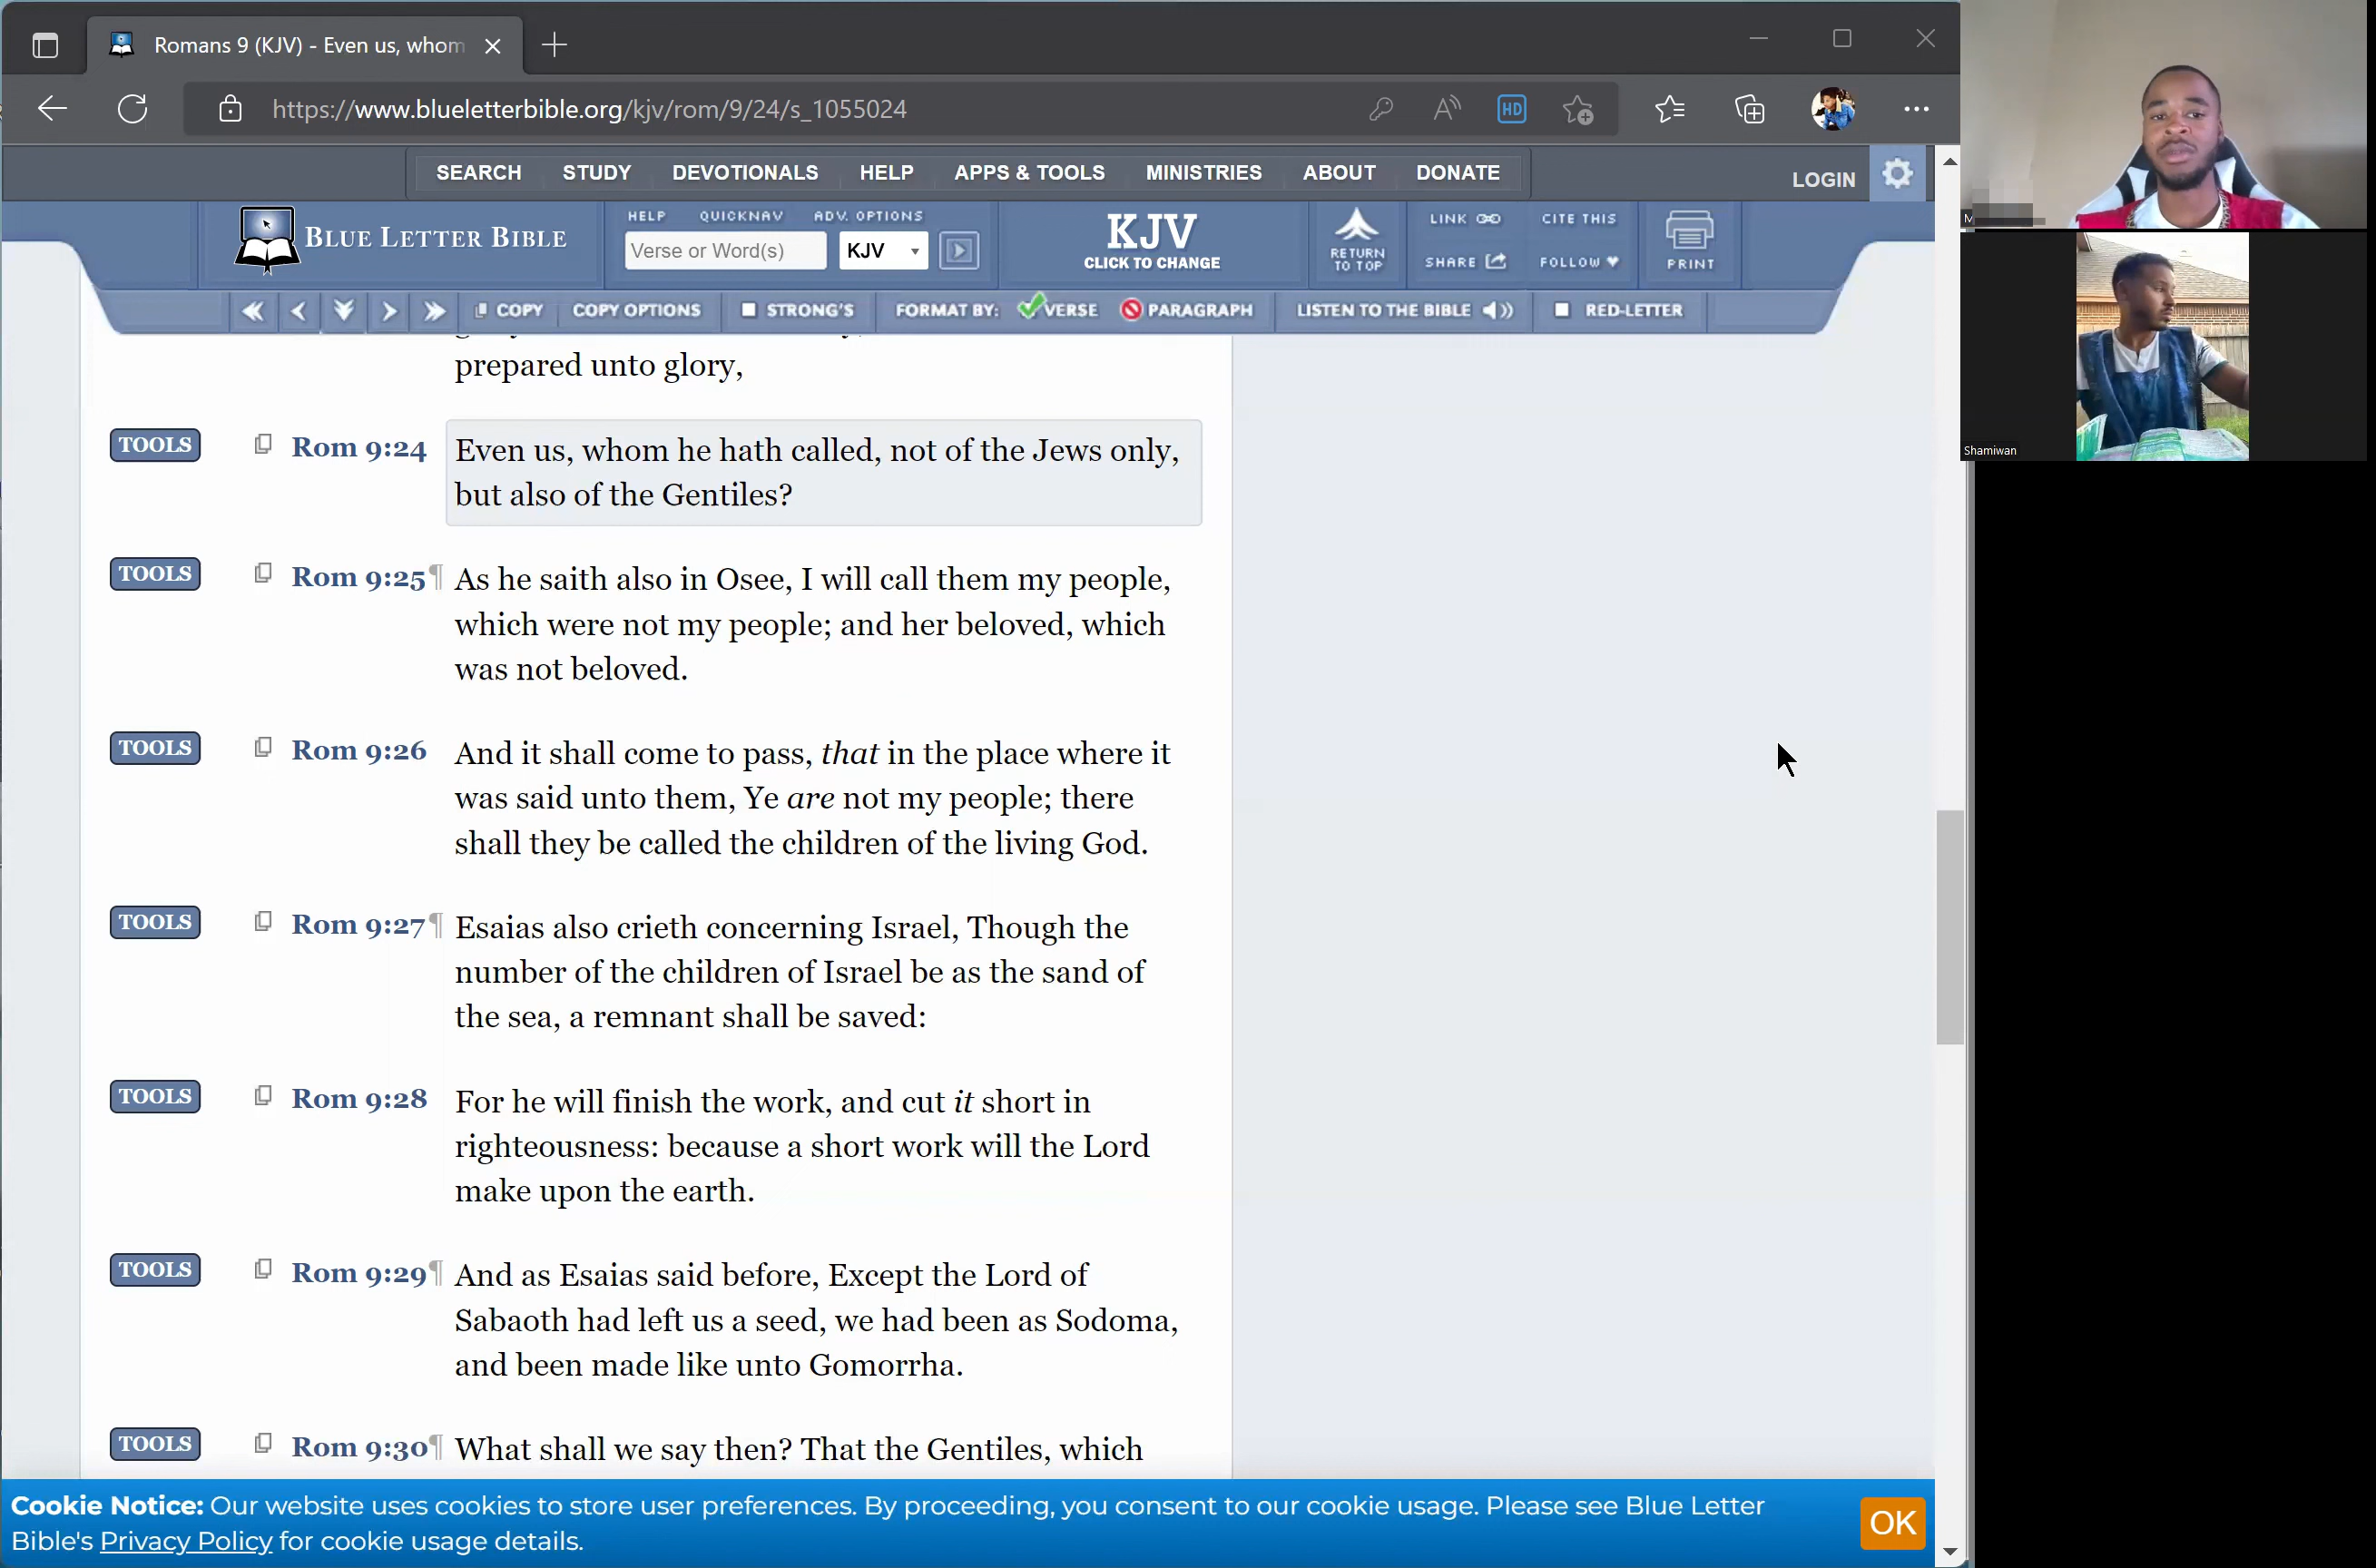 Romans 9 (KJV) - Even us, whom
https://www.blueletterbible.org/kjv/rom/9/24/s_1055024
HD
SEARCH STUDY DEVOTIONALS HELP APPS & TOOLS MINISTRIES ABOUT DONATE
LOGIN
BLUE LETTER BIBLE
HELP QUICKNAV ADV. OPTIONS
Verse or Word(s) KJV
KJV
CLICK TO CHANGE
RETURN
TO TOP
LINK CITE THIS
SHARE FOLLOW
PRINT
COPY COPY OPTIONS STRONG'S FORMAT BY: VERSE PARAGRAPH LISTEN TO THE BIBLE RED-LETTER
prepared unto glory,
TOOLS Rom 9:24 Even us, whom he hath called, not of the Jews only,
but also of the Gentiles?
TOOLS Rom 9:25¶ As he saith also in Osee, I will call them my people,
which were not my people; and her beloved, which
was not beloved.
TOOLS Rom 9:26 And it shall come to pass, that in the place where it
was said unto them, Ye are not my people; there
shall they be called the children of the living God.
TOOLS Rom 9:27¶ Esaias also crieth concerning Israel, Though the
number of the children of Israel be as the sand of
the sea, a remnant shall be saved:
TOOLS Rom 9:28 For he will finish the work, and cut it short in
righteousness: because a short work will the Lord
make upon the earth.
TOOLS Rom 9:29¶ And as Esaias said before, Except the Lord of
Sabaoth had left us a seed, we had been as Sodoma,
and been made like unto Gomorrha.
TOOLS Rom 9:30¶ What shall we say then? That the Gentiles, which
Cookie Notice: Our website uses cookies to store user preferences. By proceeding, you consent to our cookie usage. Please see Blue Letter
Bible's Privacy Policy for cookie usage details.
OK
Shamiwan